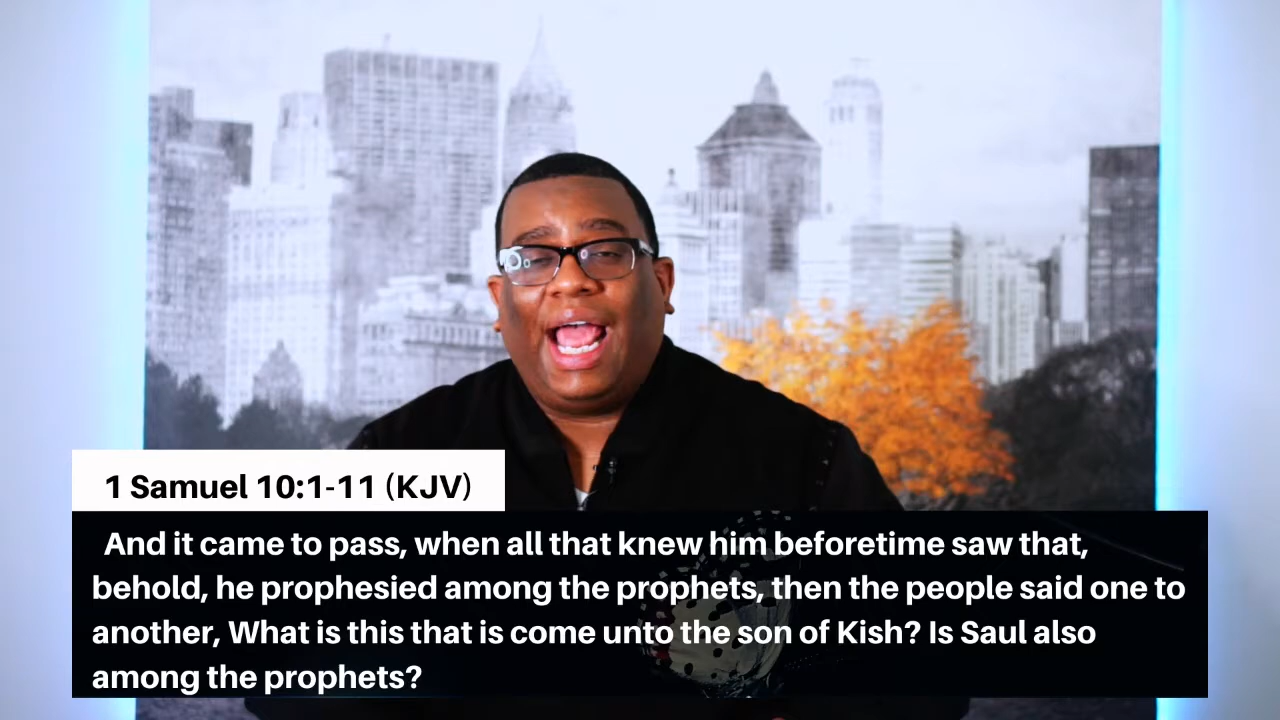 1 Samuel 10:1-11 (KJV)
And it came to pass, when all that knew him beforetime saw that,
behold, he prophesied among the prophets, then the people said one to
another, What is this that is come unto the son of Kish? Is Saul also
among the prophets?